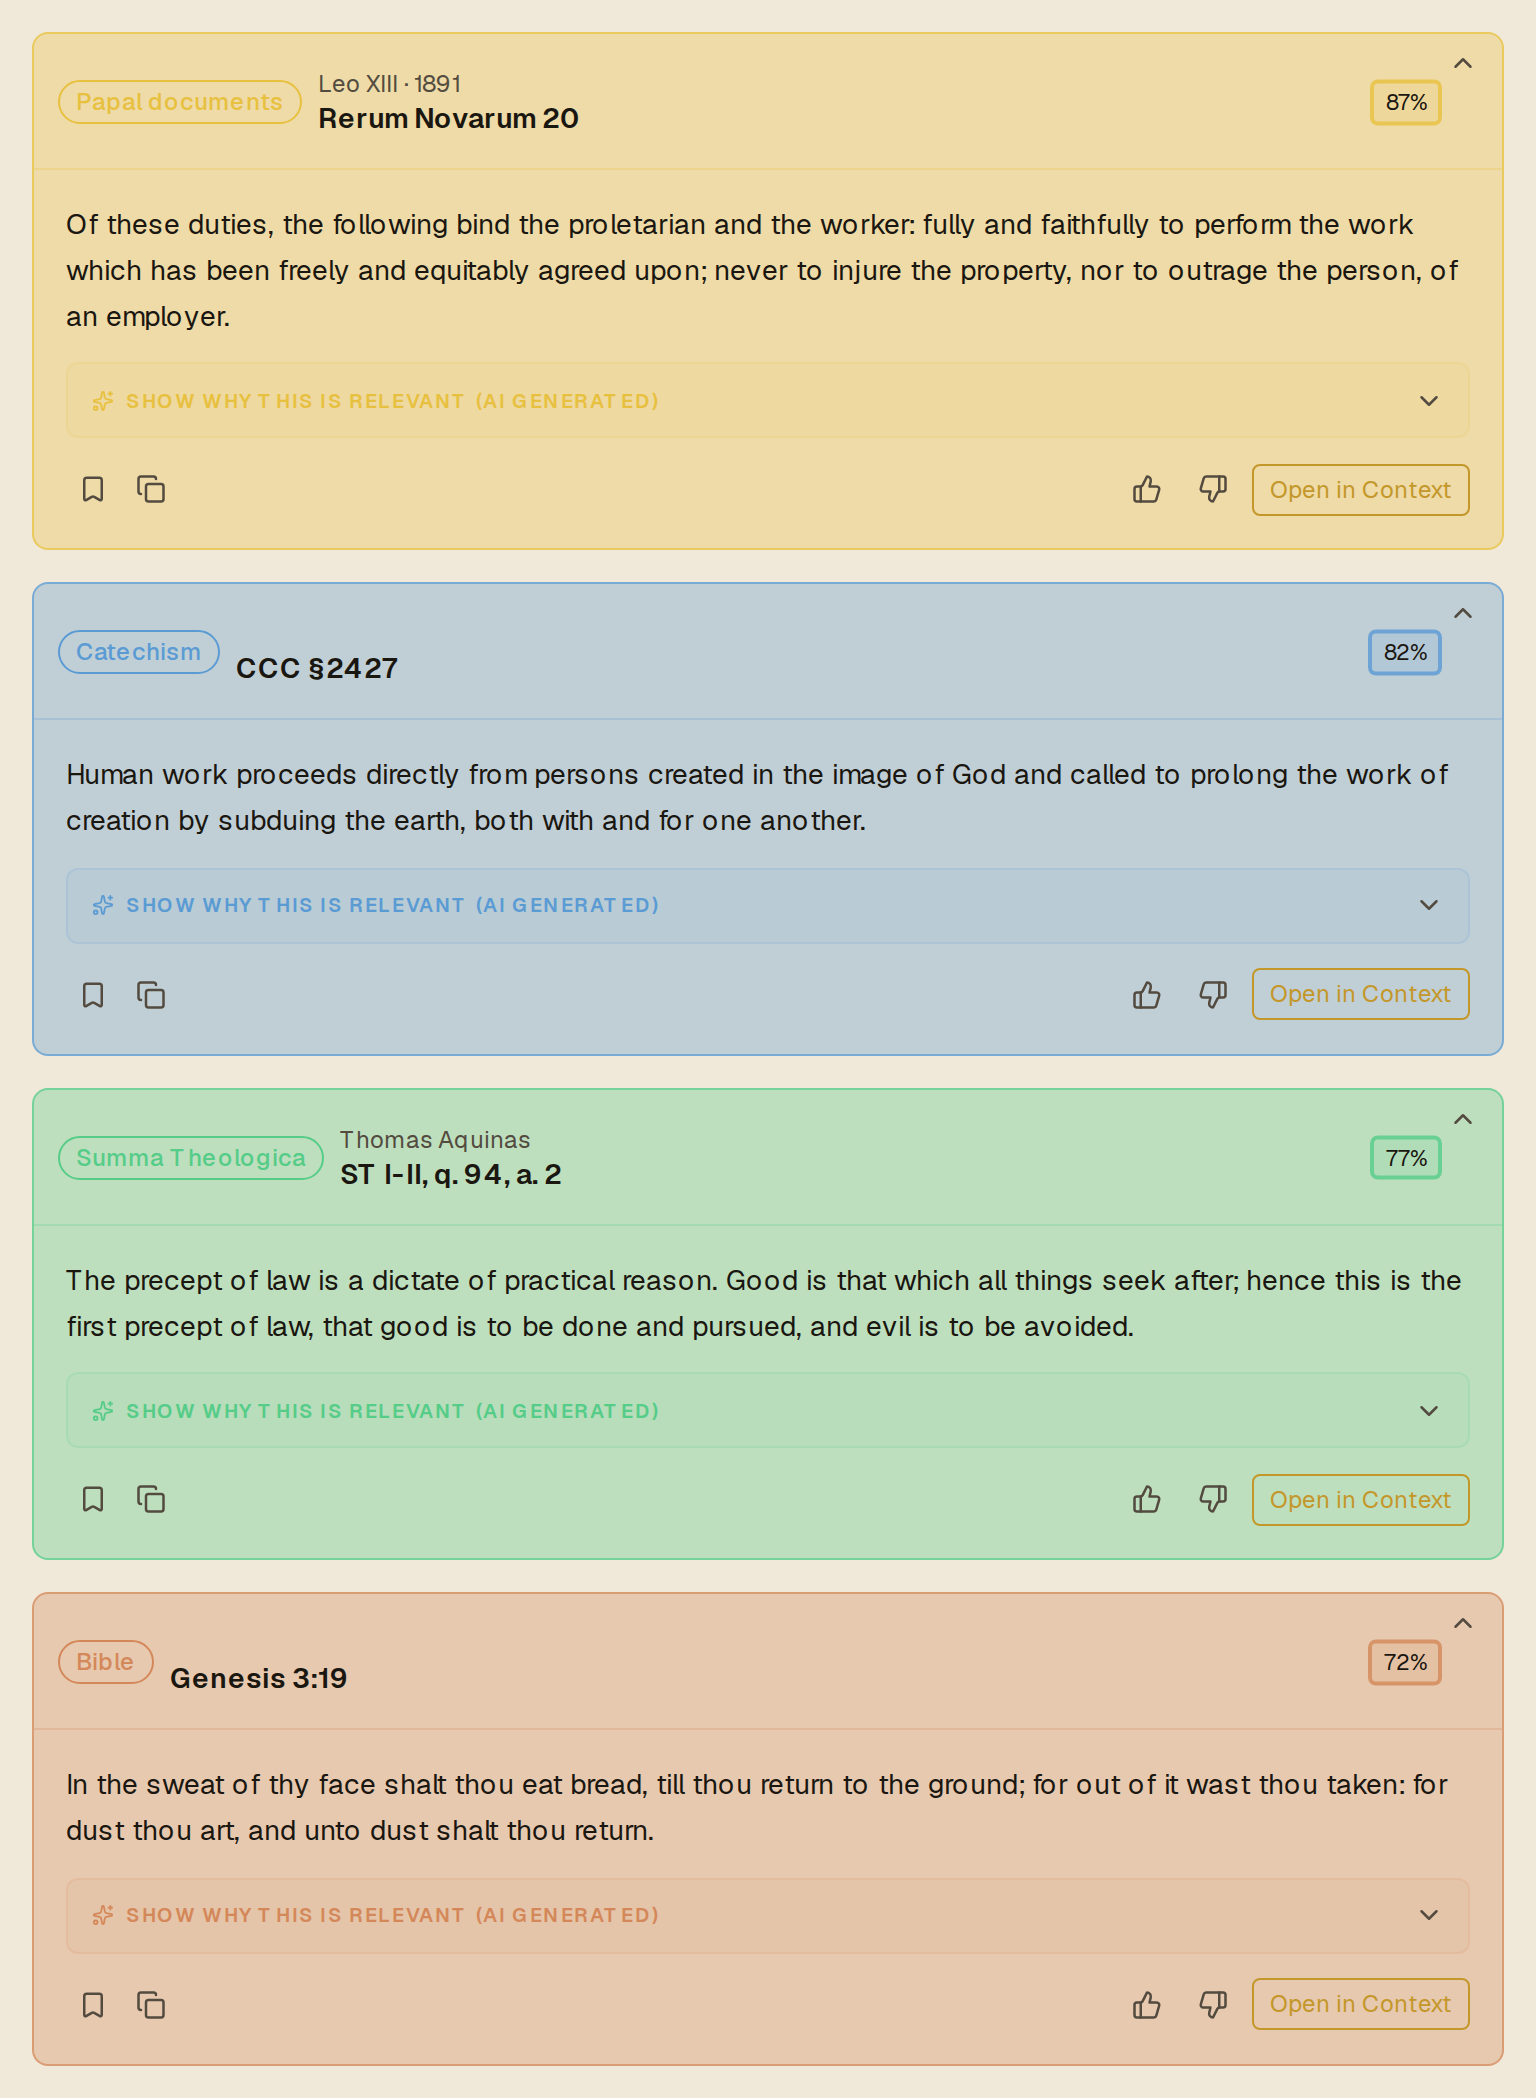 Papal documents
Leo XIII · 1891
Rerum Novarum 20
87%
Of these duties, the following bind the proletarian and the worker: fully and faithfully to perform the work
which has been freely and equitably agreed upon; never to injure the property, nor to outrage the person, of
an employer.
SHOW WHY THIS IS RELEVANT (AI GENERATED)
Open in Context
Catechism
CCC §2427
82%
Human work proceeds directly from persons created in the image of God and called to prolong the work of
creation by subduing the earth, both with and for one another.
SHOW WHY THIS IS RELEVANT (AI GENERATED)
Open in Context
Summa Theologica
Thomas Aquinas
ST I-II, q. 94, a. 2
77%
The precept of law is a dictate of practical reason. Good is that which all things seek after; hence this is the
first precept of law, that good is to be done and pursued, and evil is to be avoided.
SHOW WHY THIS IS RELEVANT (AI GENERATED)
Open in Context
Bible
Genesis 3:19
72%
In the sweat of thy face shalt thou eat bread, till thou return to the ground; for out of it wast thou taken: for
dust thou art, and unto dust shalt thou return.
SHOW WHY THIS IS RELEVANT (AI GENERATED)
Open in Context